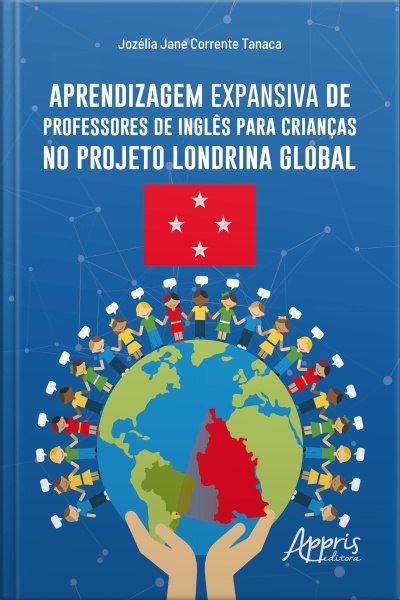 Jozélia Jane Corrente Tanaca
APRENDIZAGEM EXPANSIVA DE
PROFESSORES DE INGLÊS PARA CRIANÇAS
NO PROJETO LONDRINA GLOBAL
Appris
editora